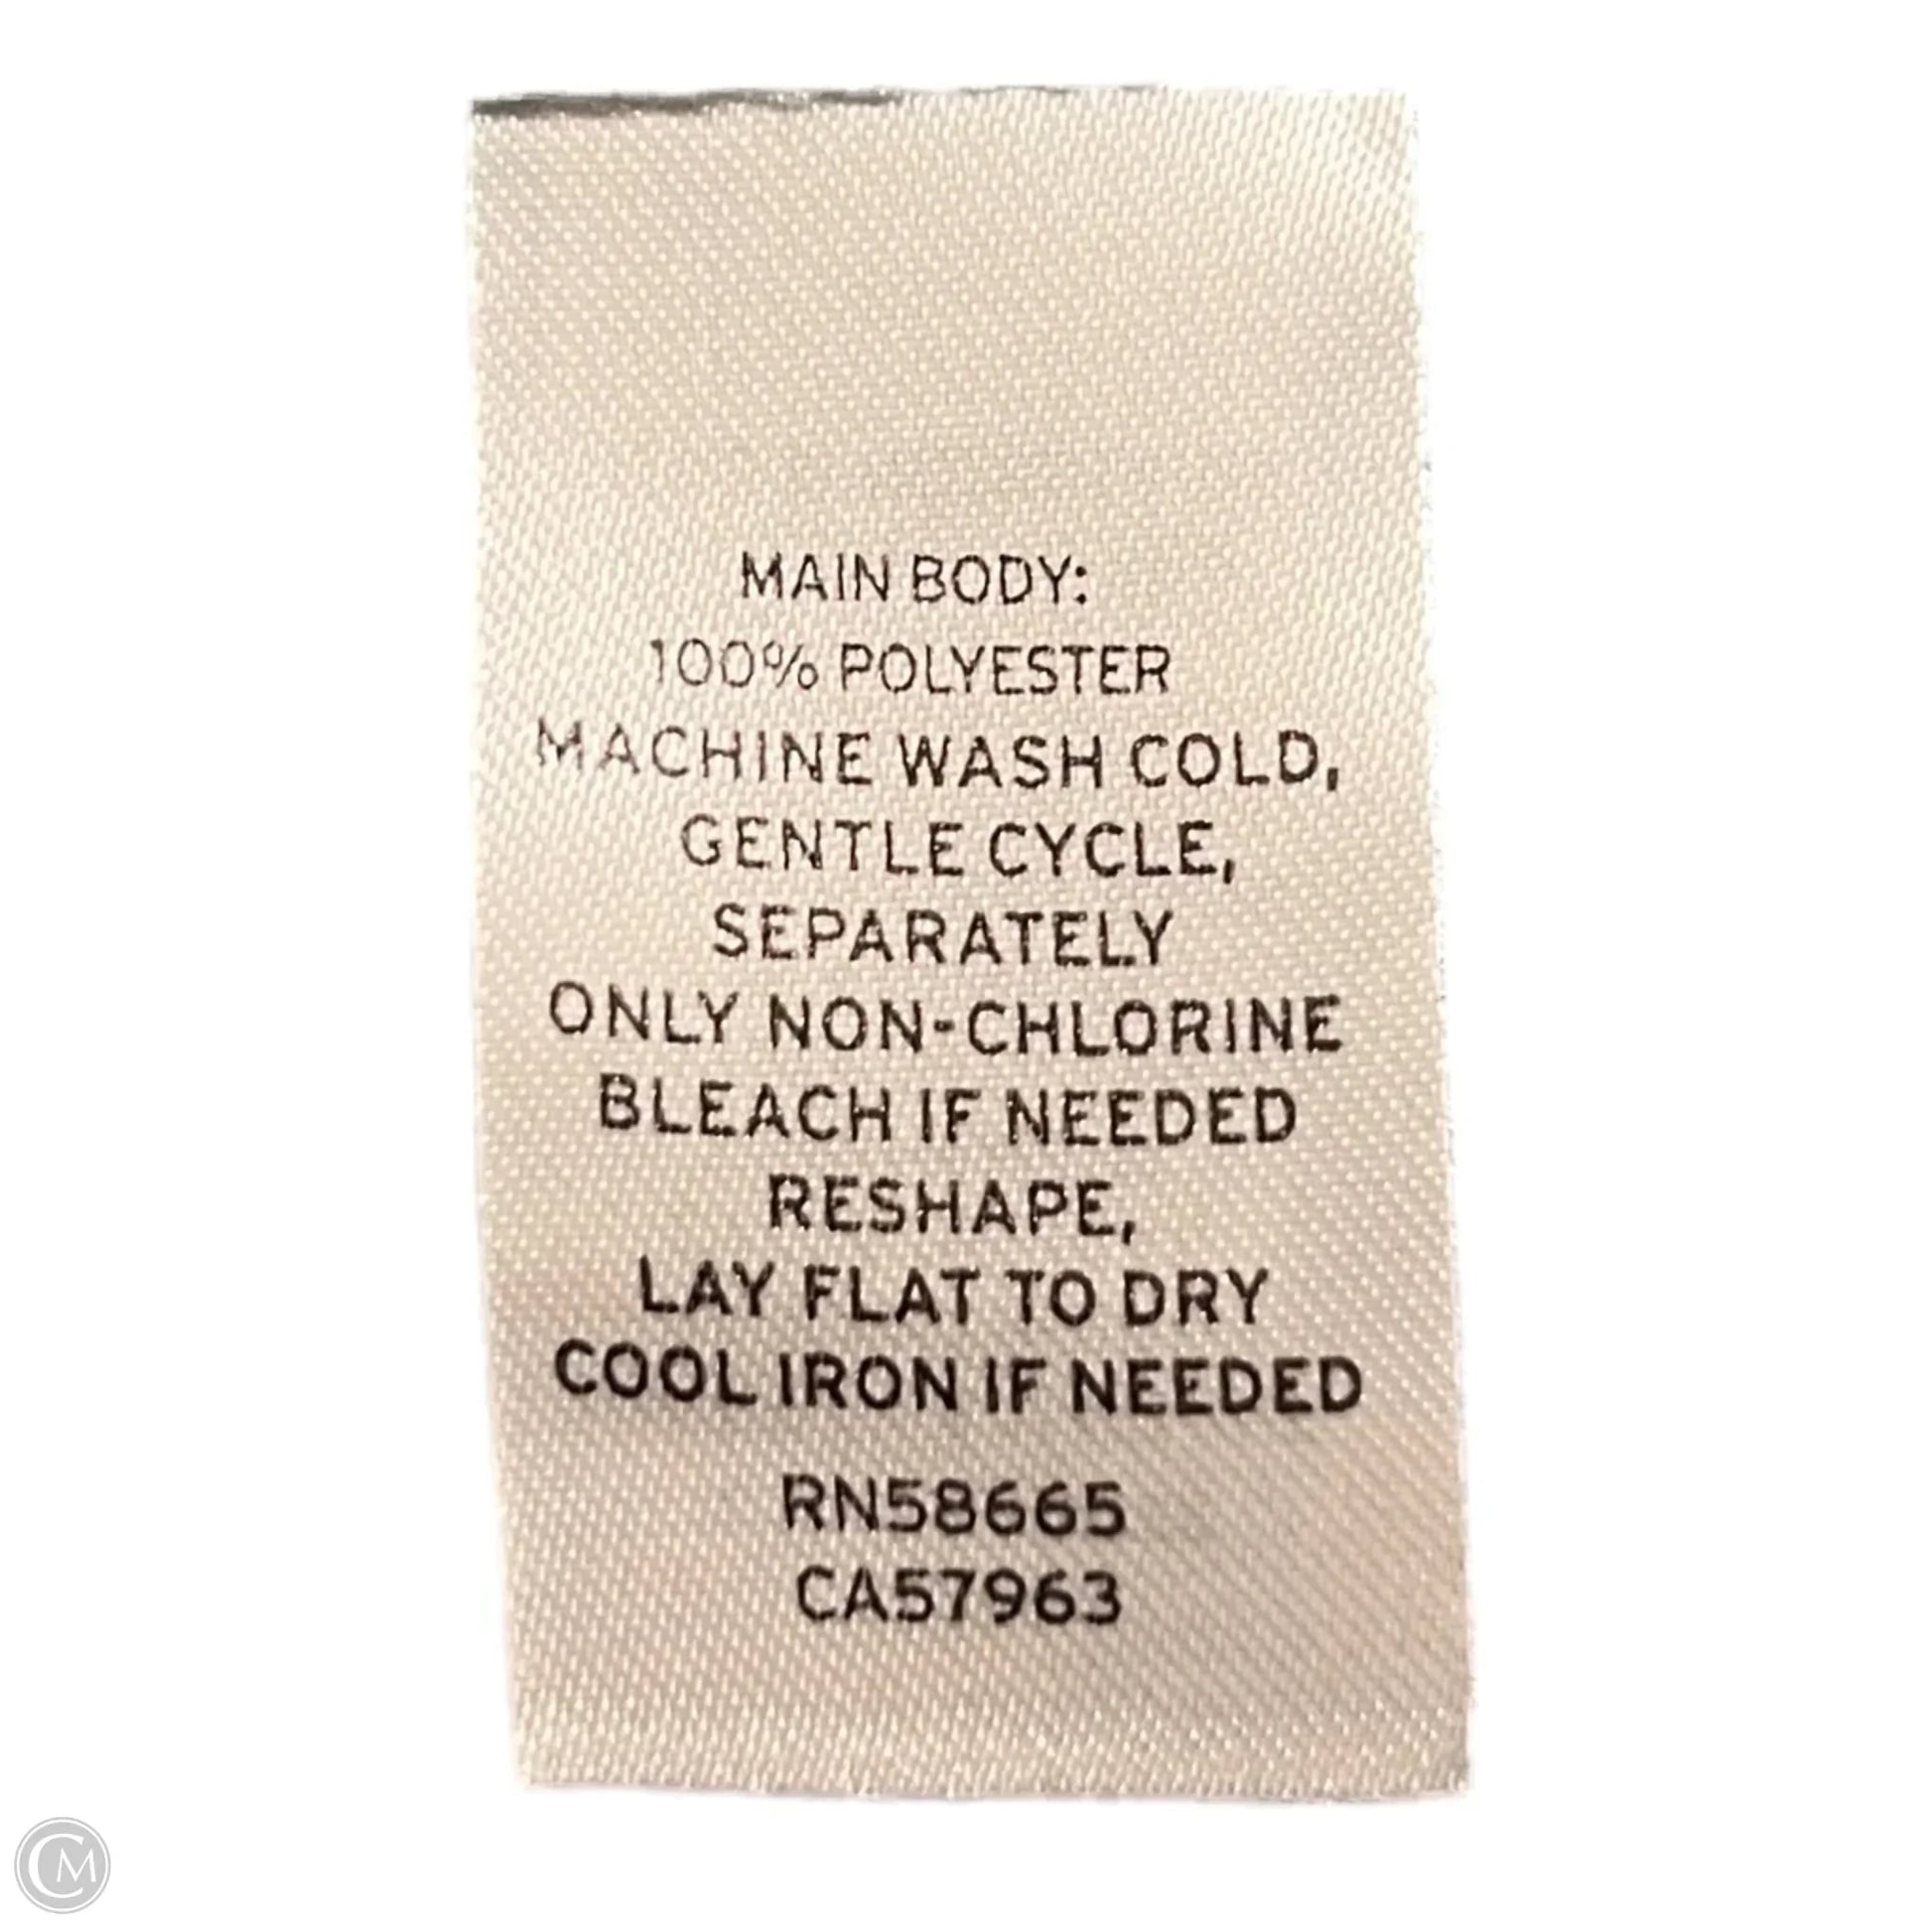 MAIN BODY:
100% POLYESTER
MACHINE WASH COLD,
GENTLE CYCLE,
SEPARATELY
ONLY NON-CHLORINE
BLEACH IF NEEDED
RESHAPE,
LAY FLAT TO DRY
COOL IRON IF NEEDED
RN58665
CA57963
CM